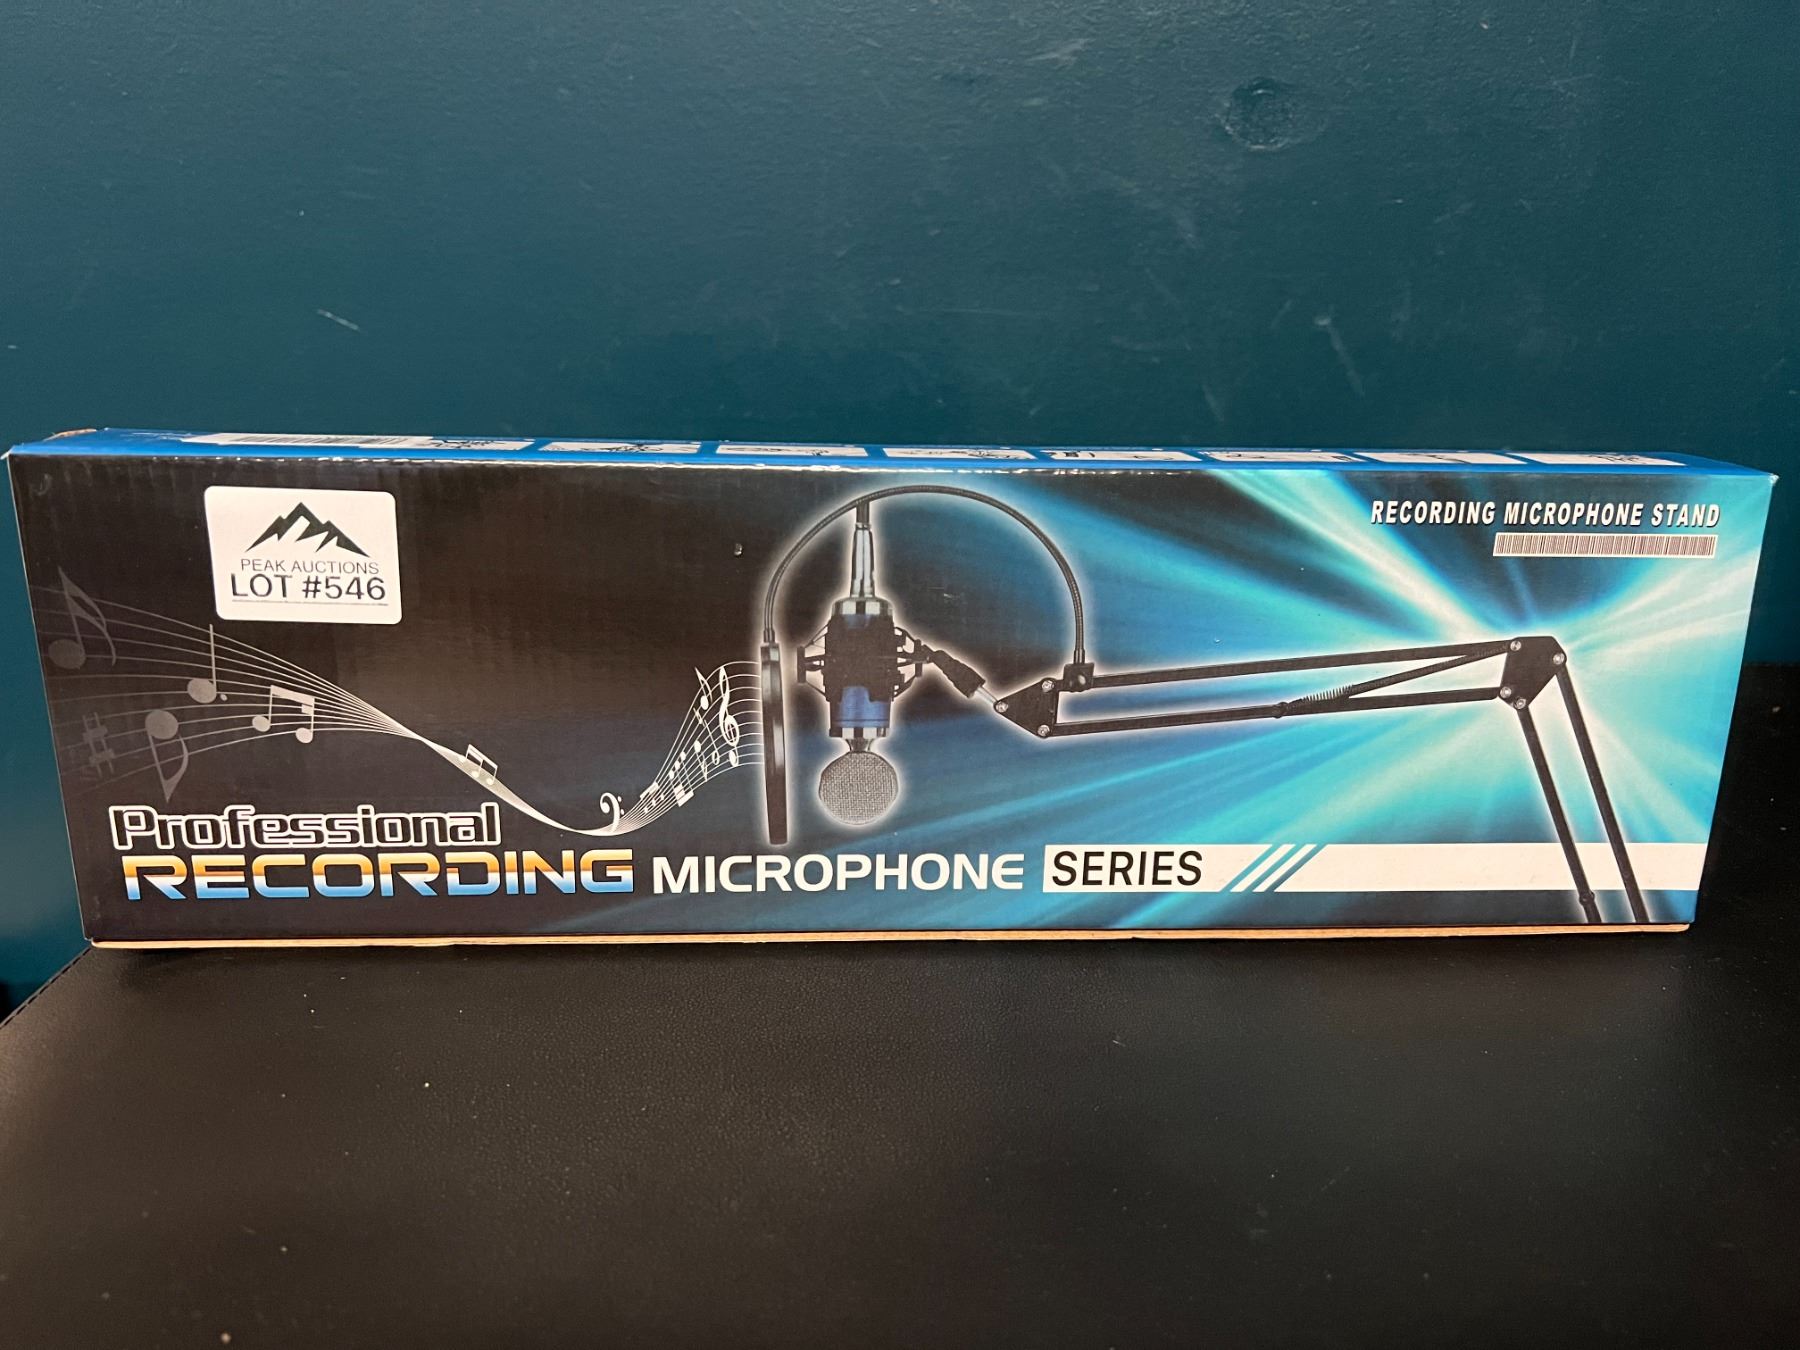 PEAK AUCTIONS
LOT #546
RECORDING MICROPHONE STAND
Professional
RECORDING MICROPHONE SERIES